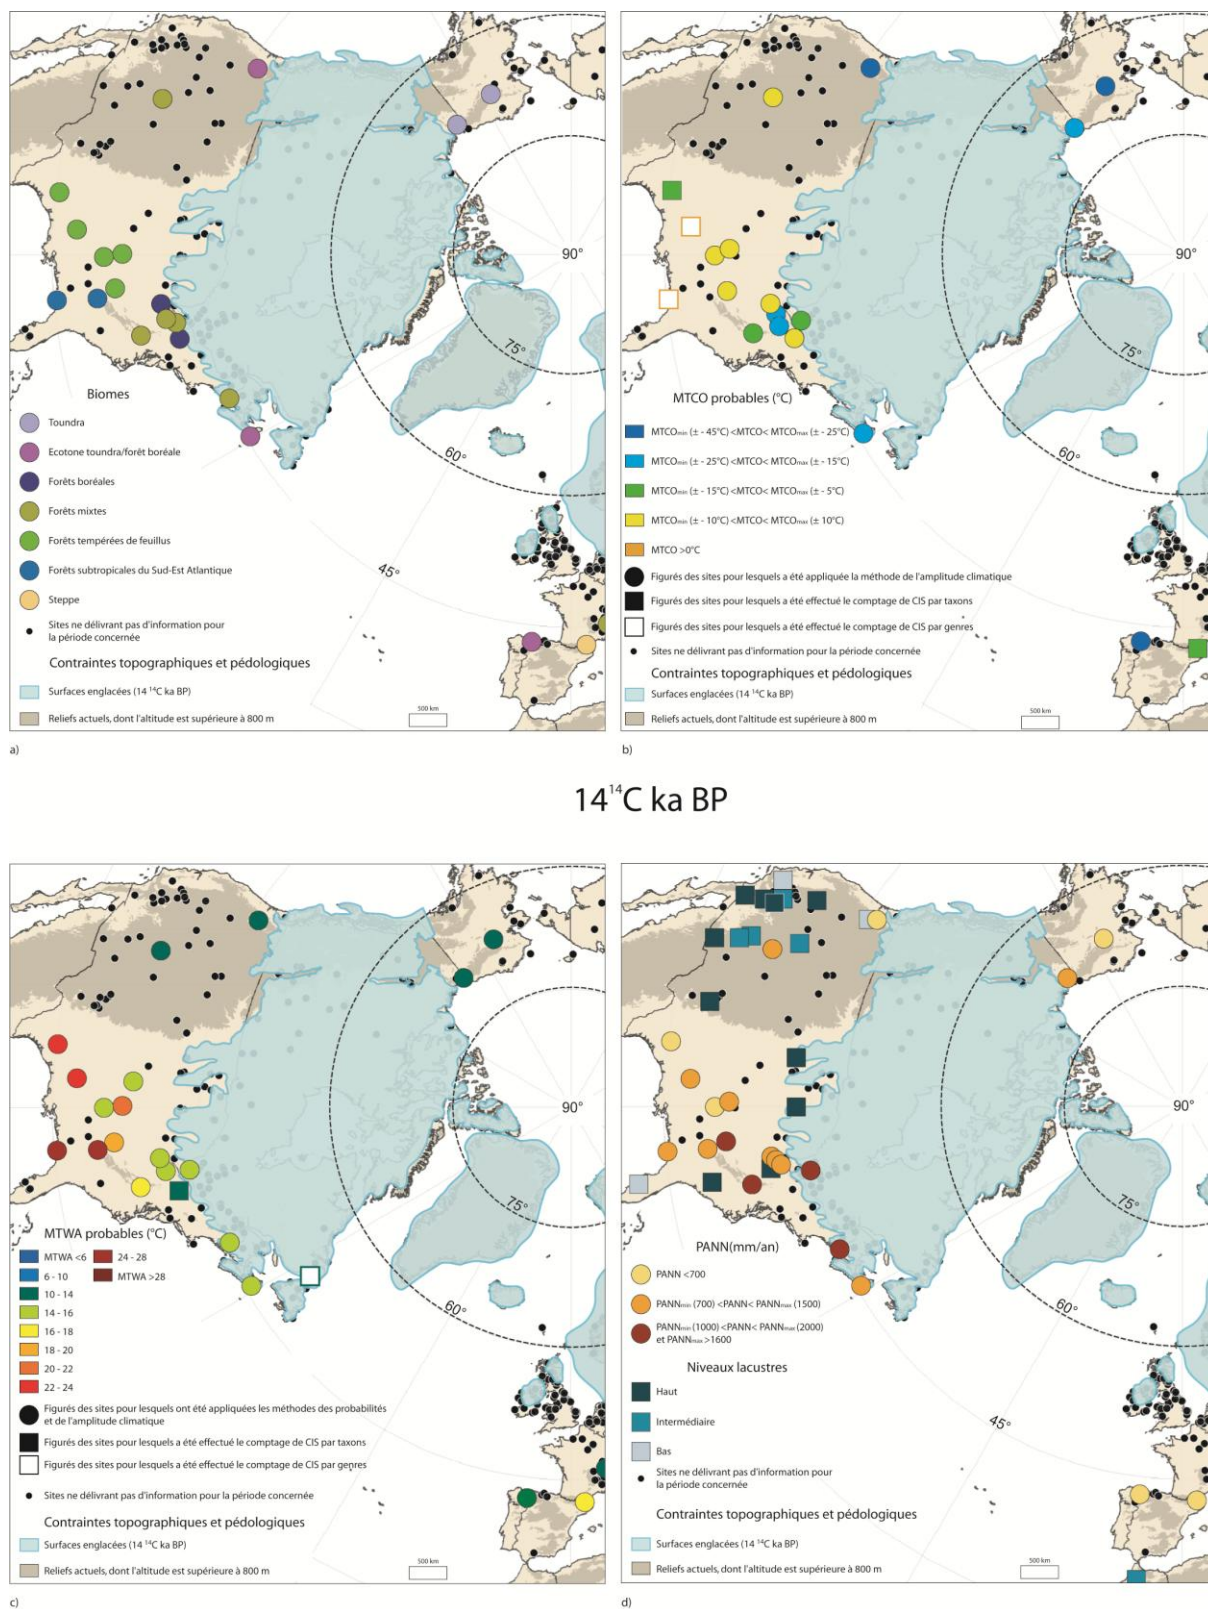 90°
75°
60°
45°
Biomes
Toundra
Ecotone toundra/forêt boréale
Forêts boréales
Forêts mixtes
Forêts tempérées de feuillus
Forêts subtropicales du Sud-Est Atlantique
Steppe
Sites ne délivrant pas d'information pour
la période concernée
Contraintes topographiques et pédologiques
Surfaces englacées (14 ¹⁴C ka BP)
Reliefs actuels, dont l'altitude est supérieure à 800 m
500 km
a)
90°
75°
60°
MTCO probables (°C)
MTCOmin (± - 45°C) <MTCO< MTCOmax (± - 25°C)
MTCOmin (± - 25°C) <MTCO< MTCOmax (± - 15°C)
MTCOmin (± - 15°C) <MTCO< MTCOmax (± - 5°C)
MTCOmin (± - 10°C) <MTCO< MTCOmax (± 10°C)
MTCO >0°C
Figurés des sites pour lesquels a été appliquée la méthode de l'amplitude climatique
Figurés des sites pour lesquels a été effectué le comptage de CIS par taxons
Figurés des sites pour lesquels a été effectué le comptage de CIS par genres
Sites ne délivrant pas d'information pour la période concernée
Contraintes topographiques et pédologiques
Surfaces englacées (14 ¹⁴C ka BP)
Reliefs actuels, dont l'altitude est supérieure à 800 m
500 km
b)
14¹⁴C ka BP
90°
75°
60°
MTWA probables (°C)
MTWA <6
6 - 10
10 - 14
14 - 16
16 - 18
18 - 20
20 - 22
22 - 24
24 - 28
MTWA >28
Figurés des sites pour lesquels ont été appliquées les méthodes des probabilités
et de l'amplitude climatique
Figurés des sites pour lesquels a été effectué le comptage de CIS par taxons
Figurés des sites pour lesquels a été effectué le comptage de CIS par genres
Sites ne délivrant pas d'information pour la période concernée
Contraintes topographiques et pédologiques
Surfaces englacées (14 ¹⁴C ka BP)
Reliefs actuels, dont l'altitude est supérieure à 800 m
500 km
c)
90°
75°
60°
45°
PANN(mm/an)
PANN <700
PANNmin (700) <PANN< PANNmax (1500)
PANNmin (1000) <PANN< PANNmax (2000)
et PANNmax >1600
Niveaux lacustres
Haut
Intermédiaire
Bas
Sites ne délivrant pas d'information pour
la période concernée
Contraintes topographiques et pédologiques
Surfaces englacées (14 ¹⁴C ka BP)
Reliefs actuels, dont l'altitude est supérieure à 800 m
500 km
d)